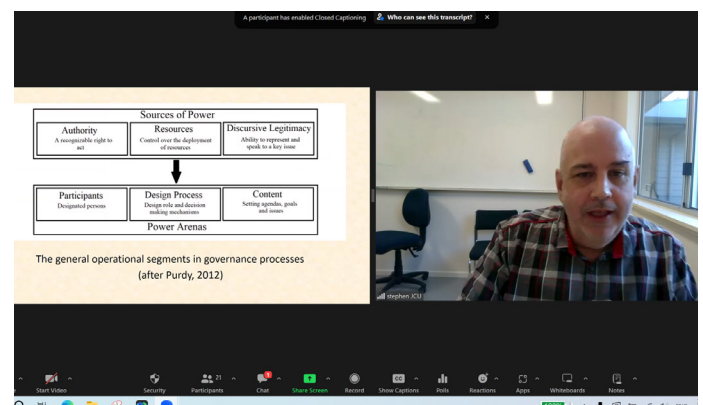 A participant has enabled Closed Captioning Who can see this transcript?
Sources of Power
Authority
A recognizable right to
act
Resources
Control over the deployment
of resources
Discursive Legitimacy
Ability to represent and
speak to a key issue
Participants
Designated persons
Design Process
Design role and decision
making mechanisms
Content
Setting agendas, goals
and issues
Power Arenas
The general operational segments in governance processes
(after Purdy, 2012)
stephen JCU
21
1
CC
Start Video Security Participants Chat Share Screen Record Show Captions Polls Reactions Apps Whiteboards Notes